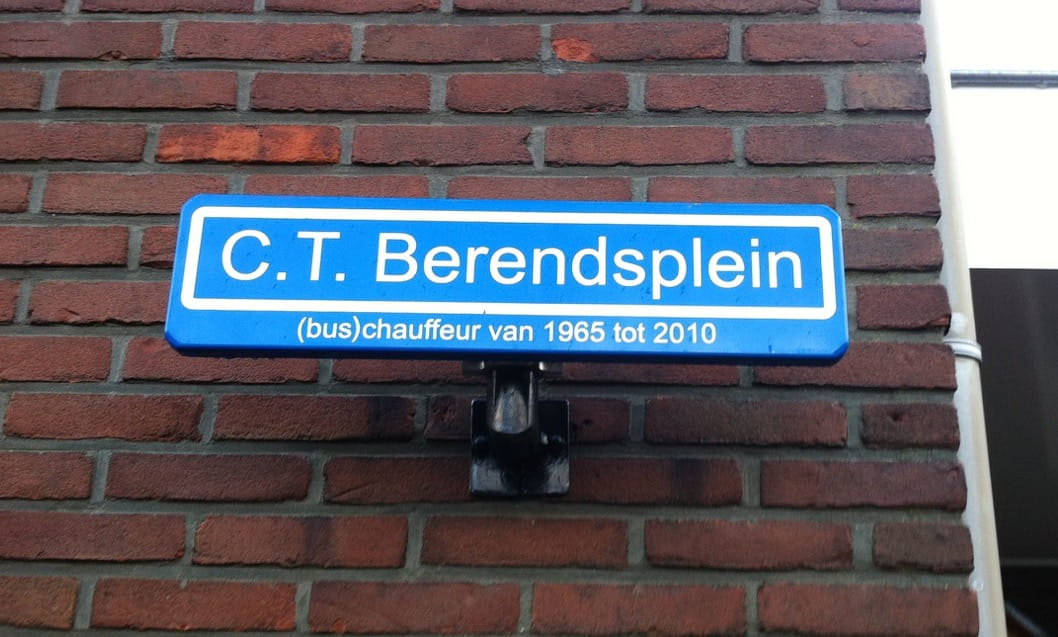 C.T. Berendsplein
(bus)chauffeur van 1965 tot 2010